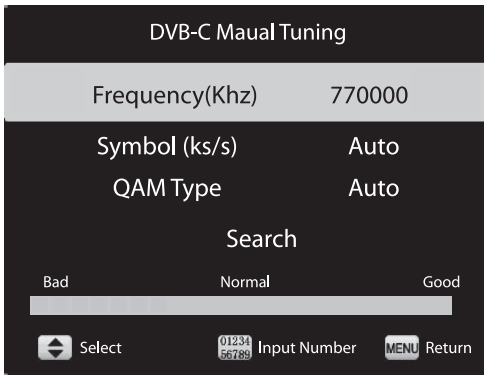 DVB-C Maual Tuning
Frequency(Khz) 770000
Symbol (ks/s) Auto
QAM Type Auto
Search
Bad Normal Good
Select 01234 56789 Input Number MENU Return